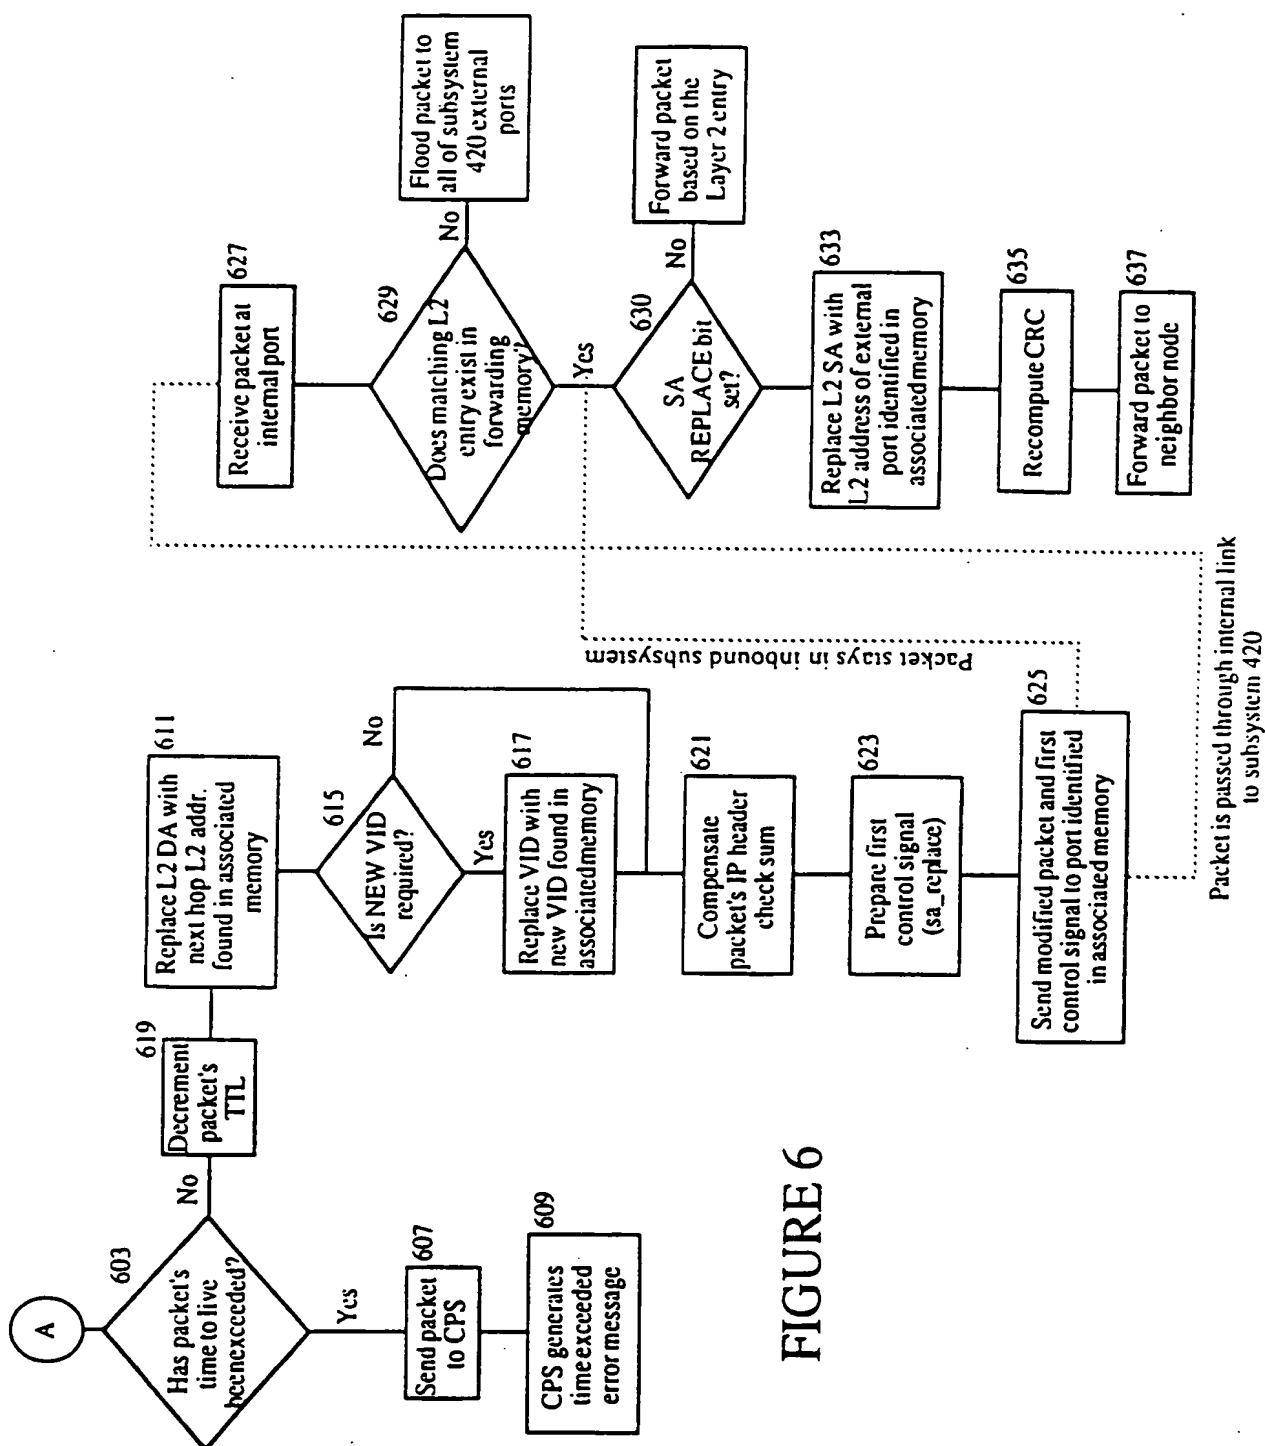 A
603
Has packet's
time to live
beenexceeded?
No
Yes
607
Send packet
to CPS
609
CPS generates
time exceeded
error message
619
Decrement
packet's
TTL
611
Replace L2 DA with
next hop L2 addr.
found in associated
memory
615
Is NEW VID
required?
No
Yes
617
Replace VID with
new VID found in
associatedmemory
621
Compensate
packet's IP header
check sum
623
Prepare first
control signal
(sa_replace)
625
Send modified packet and first
control signal to port identified
in associated memory
Packet stays in inbound subsystem
Packet is passed through internal link
to subsystem 420
627
Receive packet at
internal port
629
Does matching L2
entry exist in
forwarding
memory?
No
Flood packet to
all of subsystem
420 external
ports
Yes
630
SA
REPLACE bit
set?
No
Forward packet
based on the
Layer 2 entry
633
Replace L2 SA with
L2 address of external
port identified in
associatedmemory
635
Recompute CRC
637
Forward packet to
neighbor node
FIGURE 6